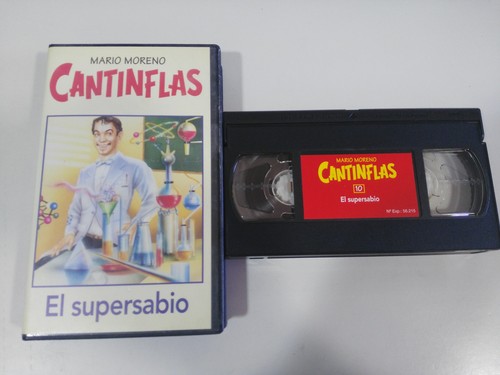 MARIO MORENO
CANTINFLAS
El supersabio
MARIO MORENO
CANTINFLAS
10
El supersabio